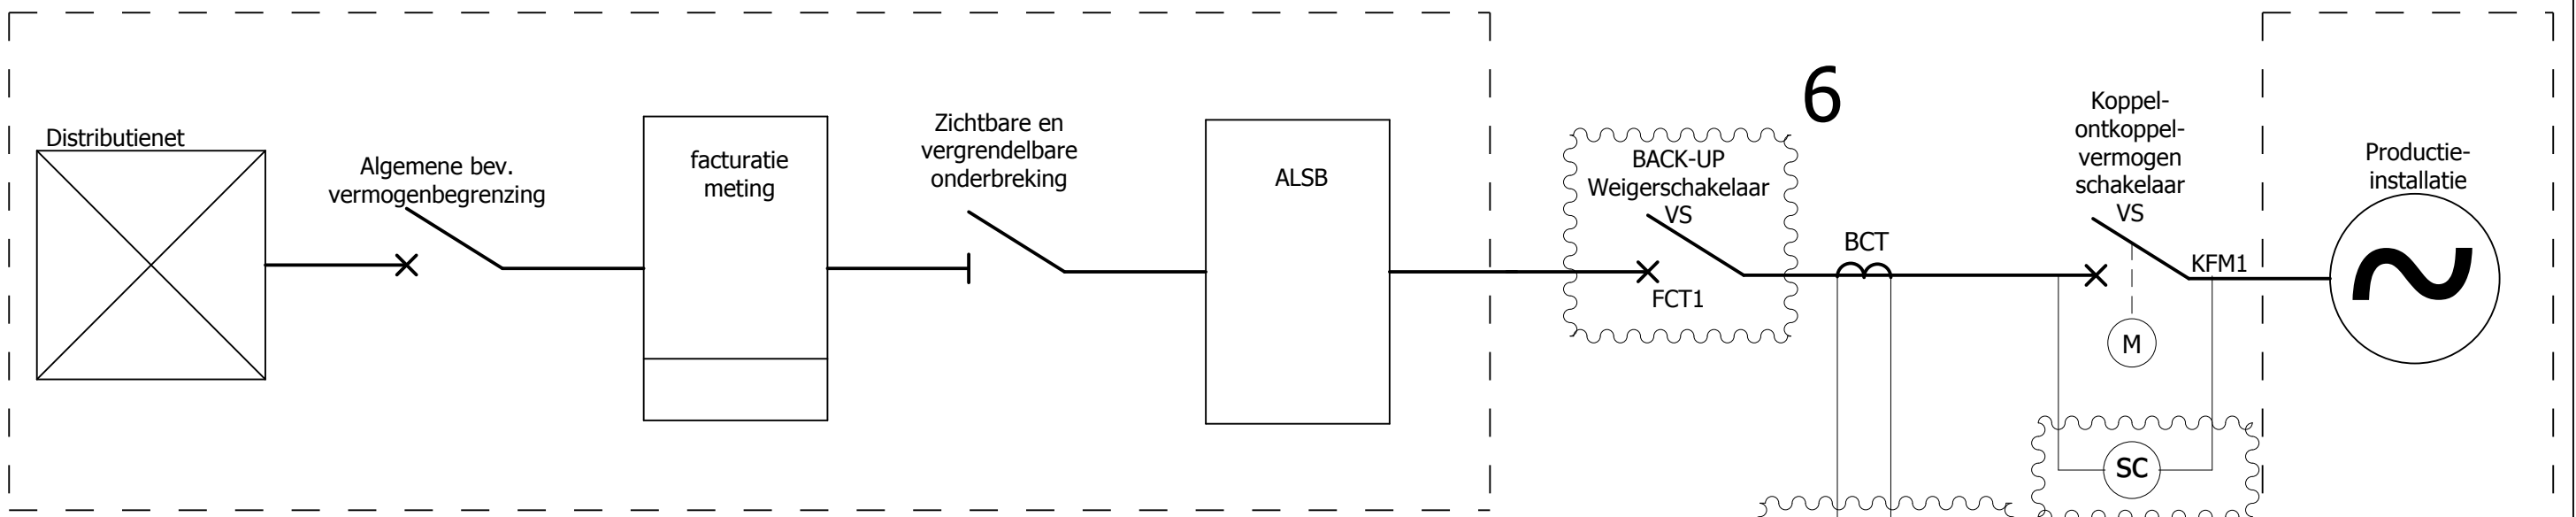 Distributienet
Algemene bev.
vermogenbegrenzing
facturatie
meting
Zichtbare en
vergrendelbare
onderbreking
ALSB
6
BACK-UP
Weigerschakelaar
VS
FCT1
BCT
Koppel-
ontkoppel-
vermogen
schakelaar
VS
KFM1
M
SC
Productie-
installatie